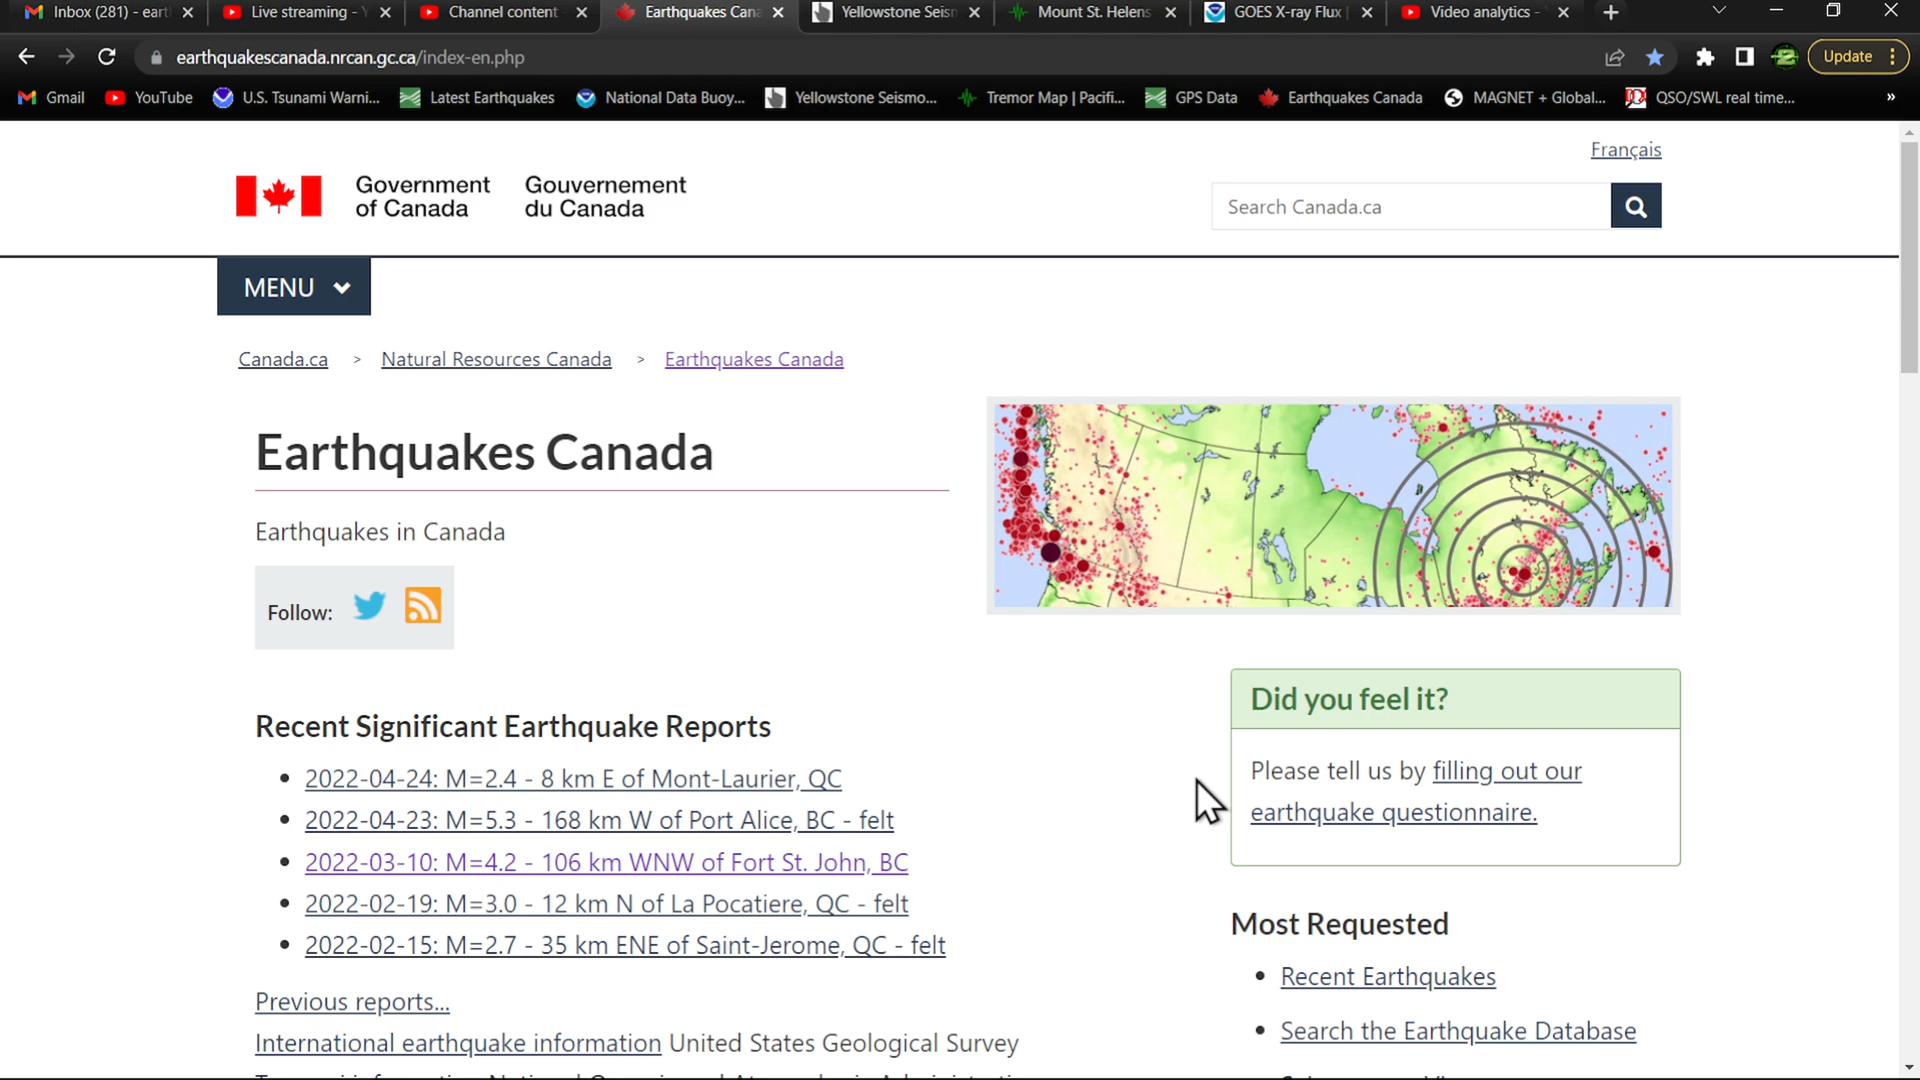 Inbox (281) - eart
Live streaming - Y
Channel content
Earthquakes Cana
Yellowstone Seism
Mount St. Helens
GOES X-ray Flux
Video analytics -
earthquakescanada.nrcan.gc.ca/index-en.php
Update
Gmail
YouTube
U.S. Tsunami Warni...
Latest Earthquakes
National Data Buoy...
Yellowstone Seismo...
Tremor Map | Pacifi...
GPS Data
Earthquakes Canada
MAGNET + Global...
QSO/SWL real time...
»
Français
Government of Canada
Gouvernement du Canada
Search Canada.ca
MENU
Canada.ca > Natural Resources Canada > Earthquakes Canada
Earthquakes Canada
Earthquakes in Canada
Follow:
Recent Significant Earthquake Reports
• 2022-04-24: M=2.4 - 8 km E of Mont-Laurier, QC
• 2022-04-23: M=5.3 - 168 km W of Port Alice, BC - felt
• 2022-03-10: M=4.2 - 106 km WNW of Fort St. John, BC
• 2022-02-19: M=3.0 - 12 km N of La Pocatiere, QC - felt
• 2022-02-15: M=2.7 - 35 km ENE of Saint-Jerome, QC - felt
Previous reports...
International earthquake information United States Geological Survey
Did you feel it?
Please tell us by filling out our
earthquake questionnaire.
Most Requested
• Recent Earthquakes
• Search the Earthquake Database